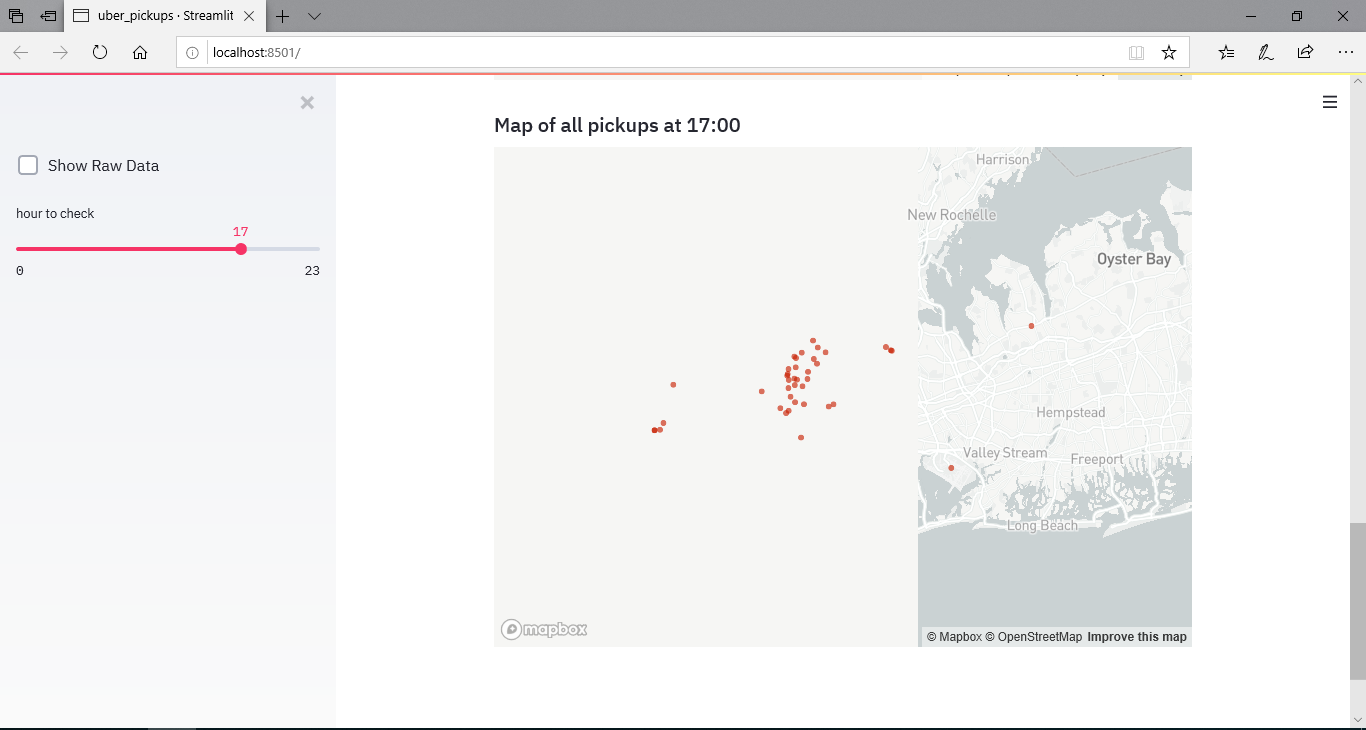 uber_pickups · Streamlit
localhost:8501/
Show Raw Data
hour to check
17
0
23
Map of all pickups at 17:00
Harrison
New Rochelle
Oyster Bay
Hempstead
Valley Stream
Freeport
Long Beach
mapbox
© Mapbox © OpenStreetMap Improve this map